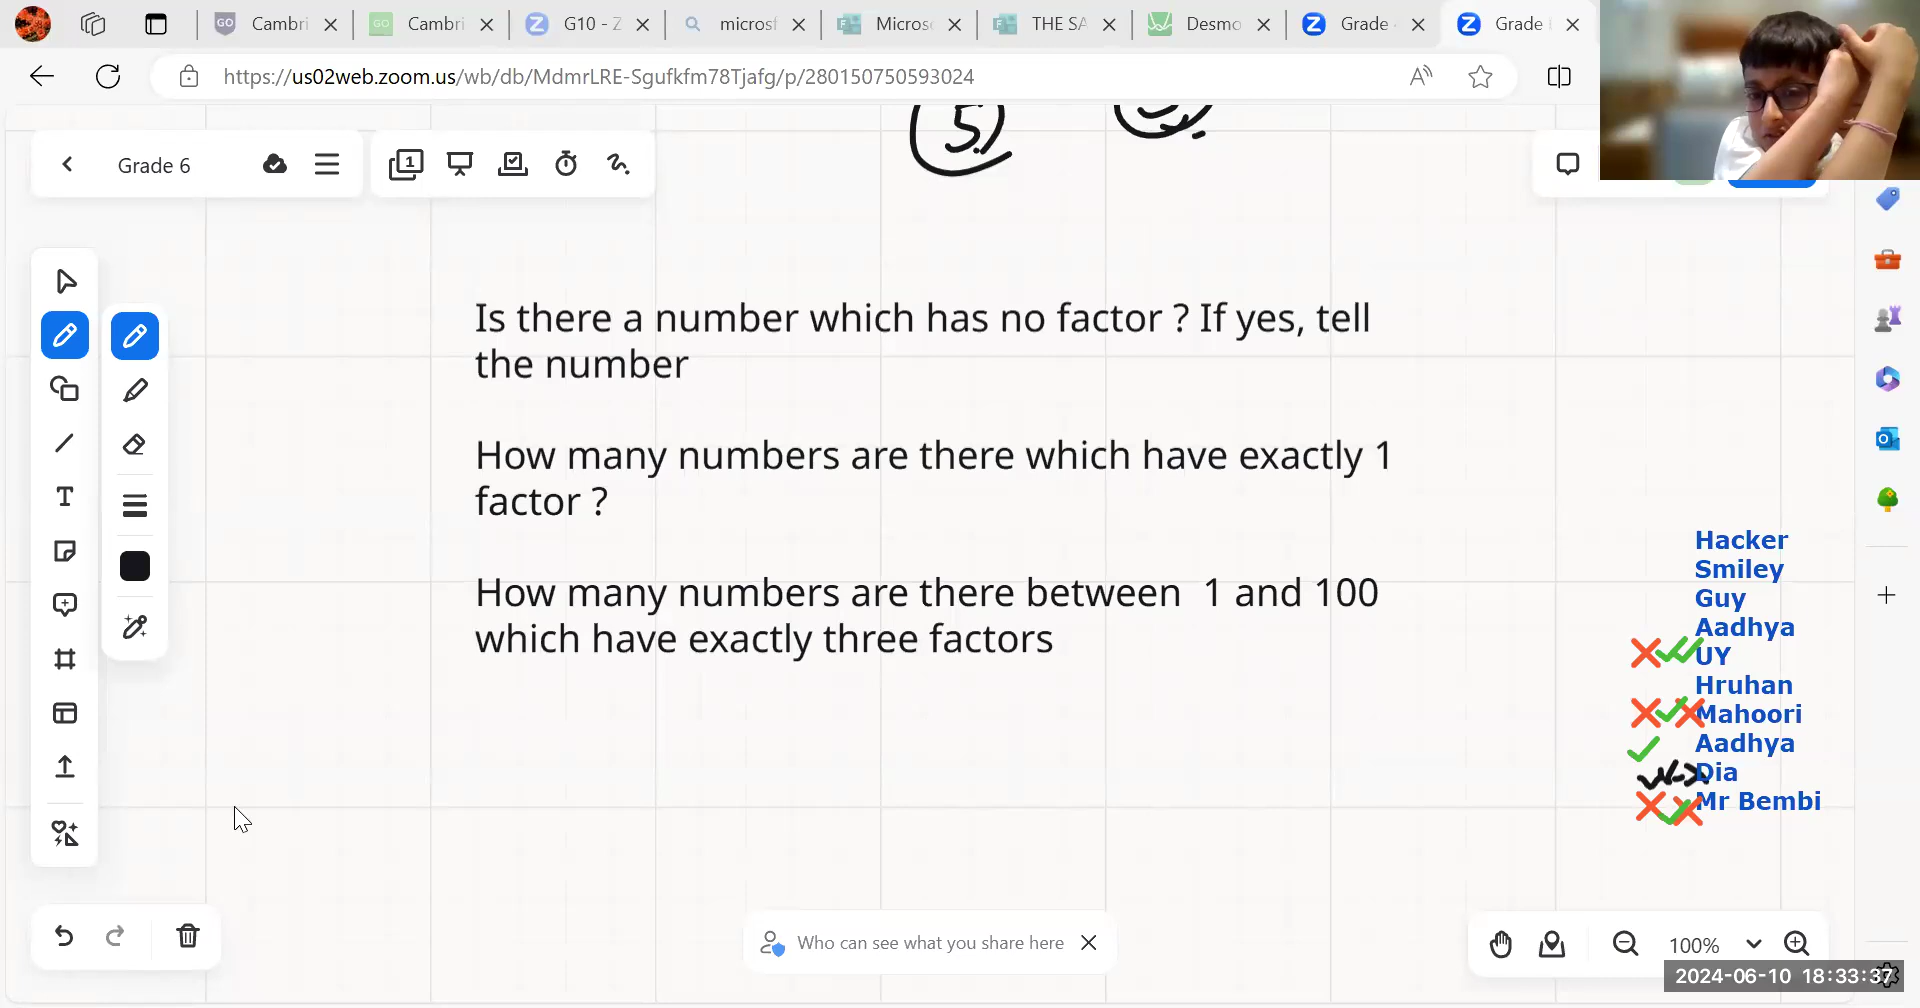 GO Cambri
GO Cambri
G10 - Z
microsf
Micros
THE SA
Desmo
Grade
Grade
https://us02web.zoom.us/wb/db/MdmrLRE-Sgufkfm78Tjafg/p/280150750593024
5.
Grade 6
1
Is there a number which has no factor ? If yes, tell
the number
How many numbers are there which have exactly 1
factor ?
How many numbers are there between 1 and 100
which have exactly three factors
T
Hacker
Smiley
Guy
Aadhya
UY
Hruhan
Mahoori
Aadhya
Dia
Mr Bembi
Who can see what you share here
100%
2024-06-10 18:33:37